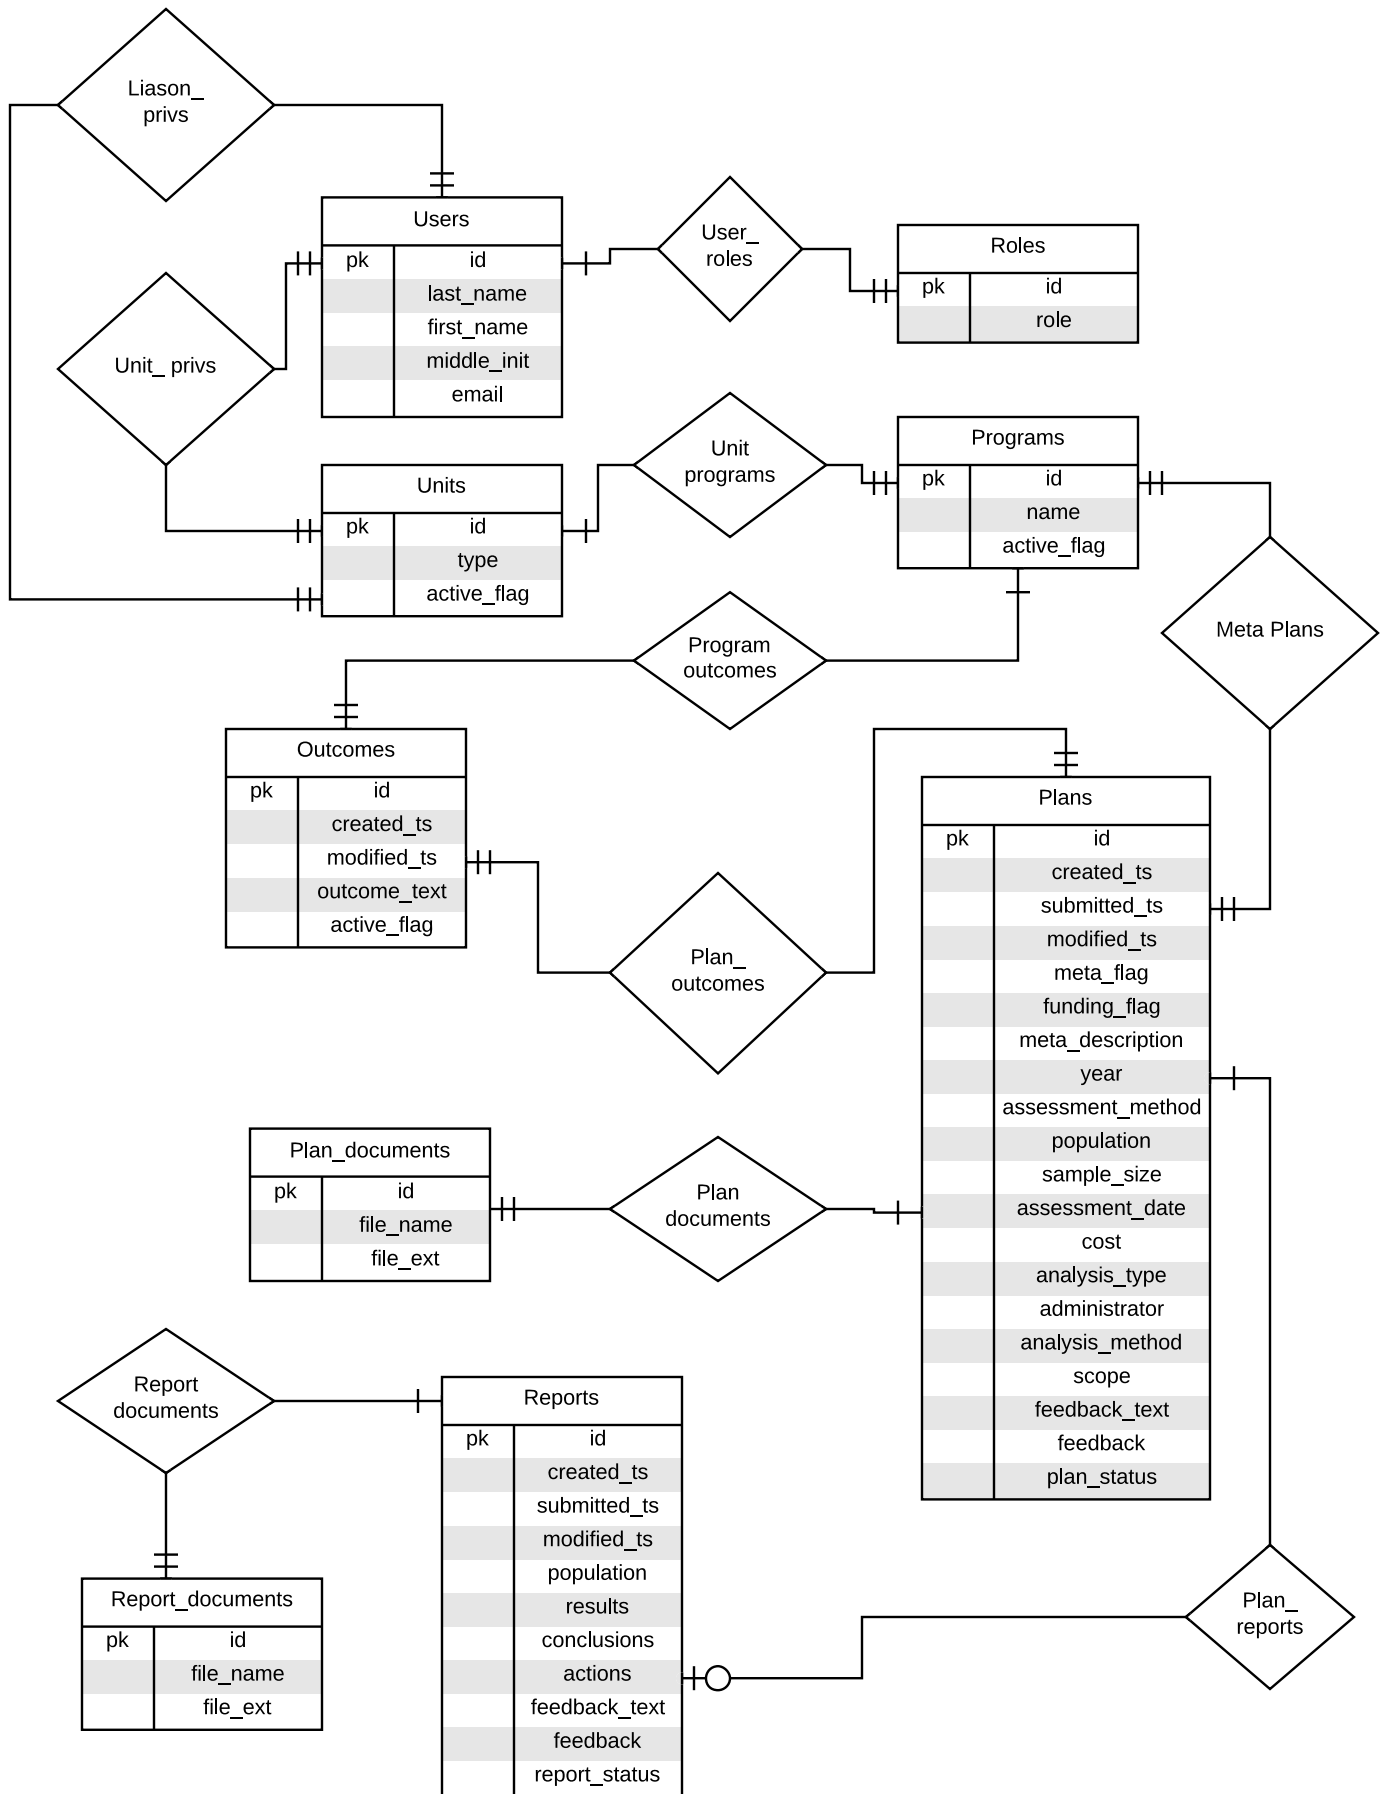 Liason_
privs
Users
pk id
last_name
first_name
middle_init
email
User_
roles
Roles
pk id
role
Unit_ privs
Units
pk id
type
active_flag
Unit
programs
Programs
pk id
name
active_flag
Meta Plans
Program
outcomes
Outcomes
pk id
created_ts
modified_ts
outcome_text
active_flag
Plan_
outcomes
Plans
pk id
created_ts
submitted_ts
modified_ts
meta_flag
funding_flag
meta_description
year
assessment_method
population
sample_size
assessment_date
cost
analysis_type
administrator
analysis_method
scope
feedback_text
feedback
plan_status
Plan_documents
pk id
file_name
file_ext
Plan
documents
Report
documents
Reports
pk id
created_ts
submitted_ts
modified_ts
population
results
conclusions
actions
feedback_text
feedback
report_status
Report_documents
pk id
file_name
file_ext
Plan_
reports